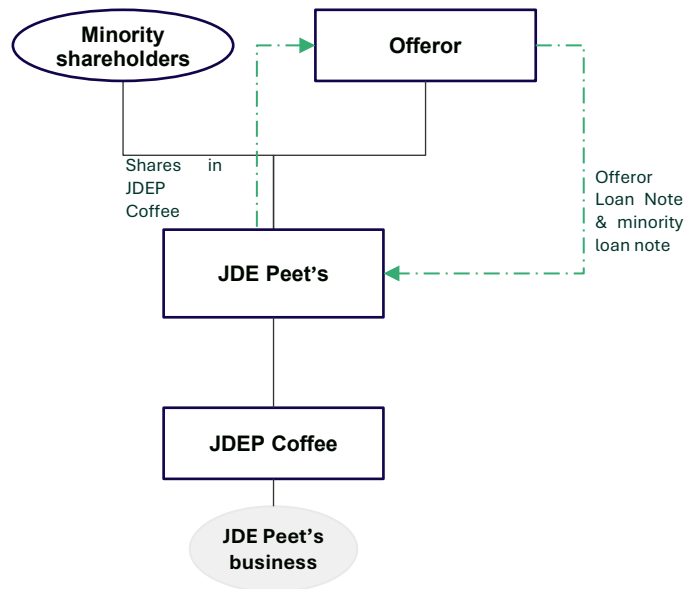 Minority
shareholders
Offeror
Shares in
JDEP
Coffee
Offeror
Loan Note
& minority
loan note
JDE Peet's
JDEP Coffee
JDE Peet's
business